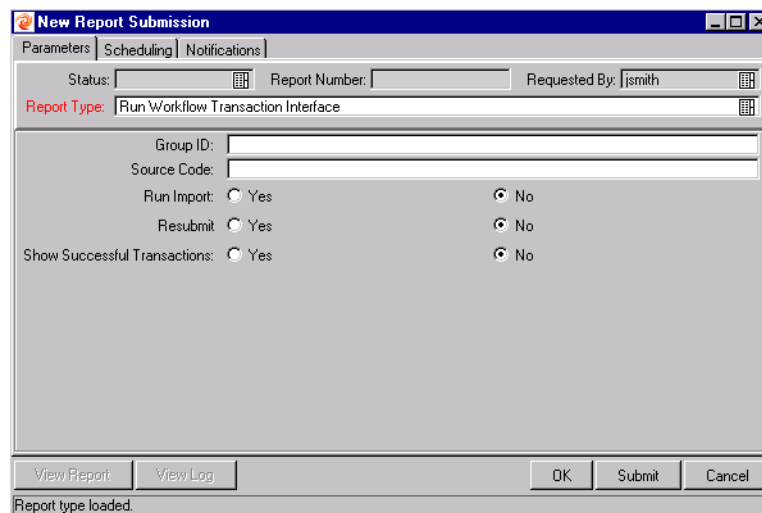 New Report Submission
Parameters Scheduling Notifications
Status: Report Number: Requested By: jsmith
Report Type: Run Workflow Transaction Interface
Group ID:
Source Code:
Run Import: Yes No
Resubmit Yes No
Show Successful Transactions: Yes No
View Report View Log OK Submit Cancel
Report type loaded.